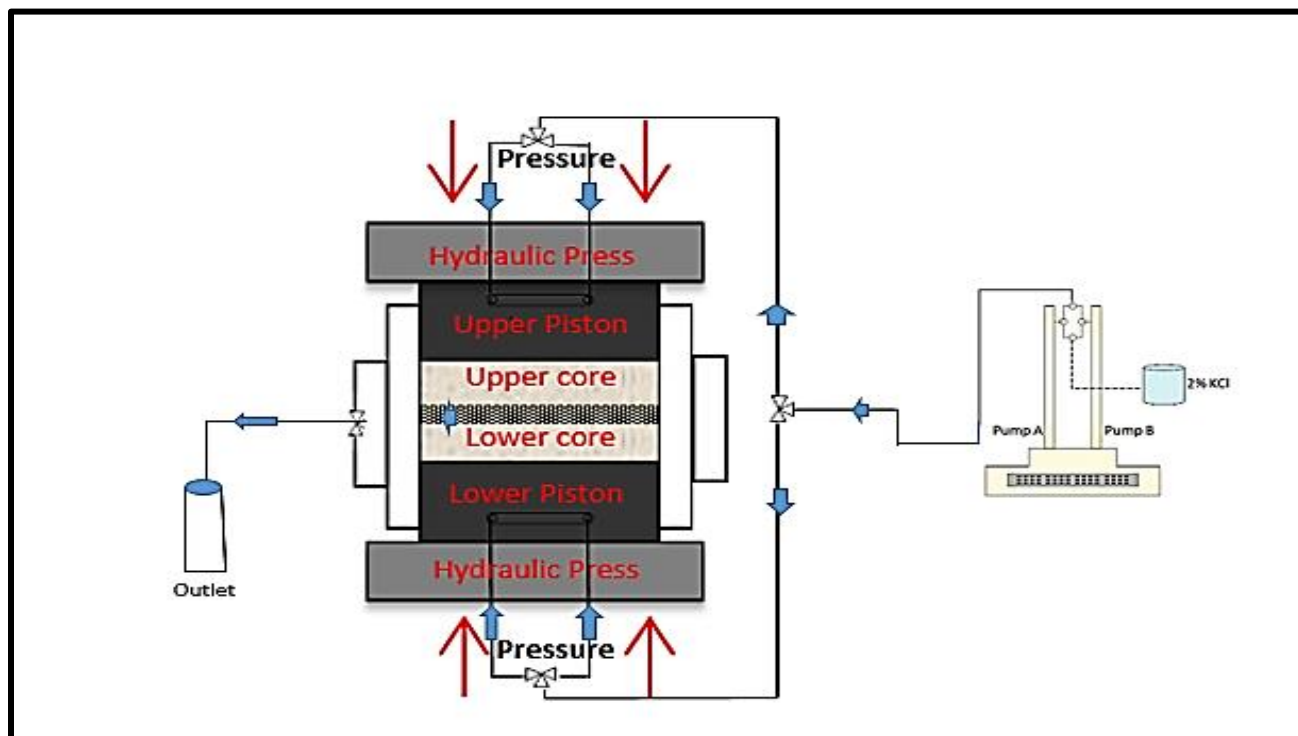 Pressure
Hydraulic Press
Upper Piston
Upper core
Lower core
Lower Piston
Hydraulic Press
Pressure
Outlet
2% KCl
Pump A
Pump B